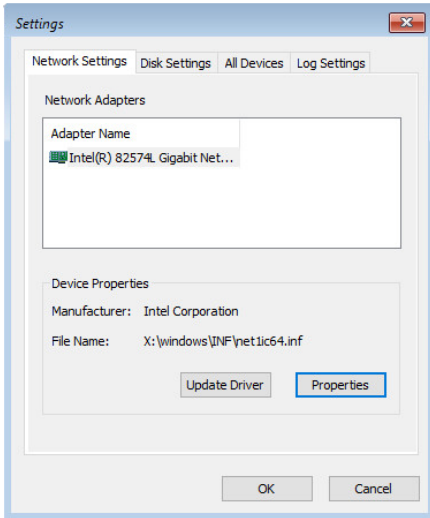 Settings
Network Settings Disk Settings All Devices Log Settings
Network Adapters
Adapter Name
Intel(R) 82574L Gigabit Net...
Device Properties
Manufacturer: Intel Corporation
File Name: X:\windows\INF\net1ic64.inf
Update Driver Properties
OK Cancel